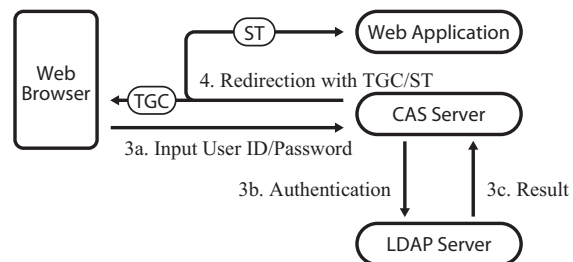 ST
Web Application
Web
Browser
4. Redirection with TGC/ST
TGC
CAS Server
3a. Input User ID/Password
3b. Authentication
3c. Result
LDAP Server